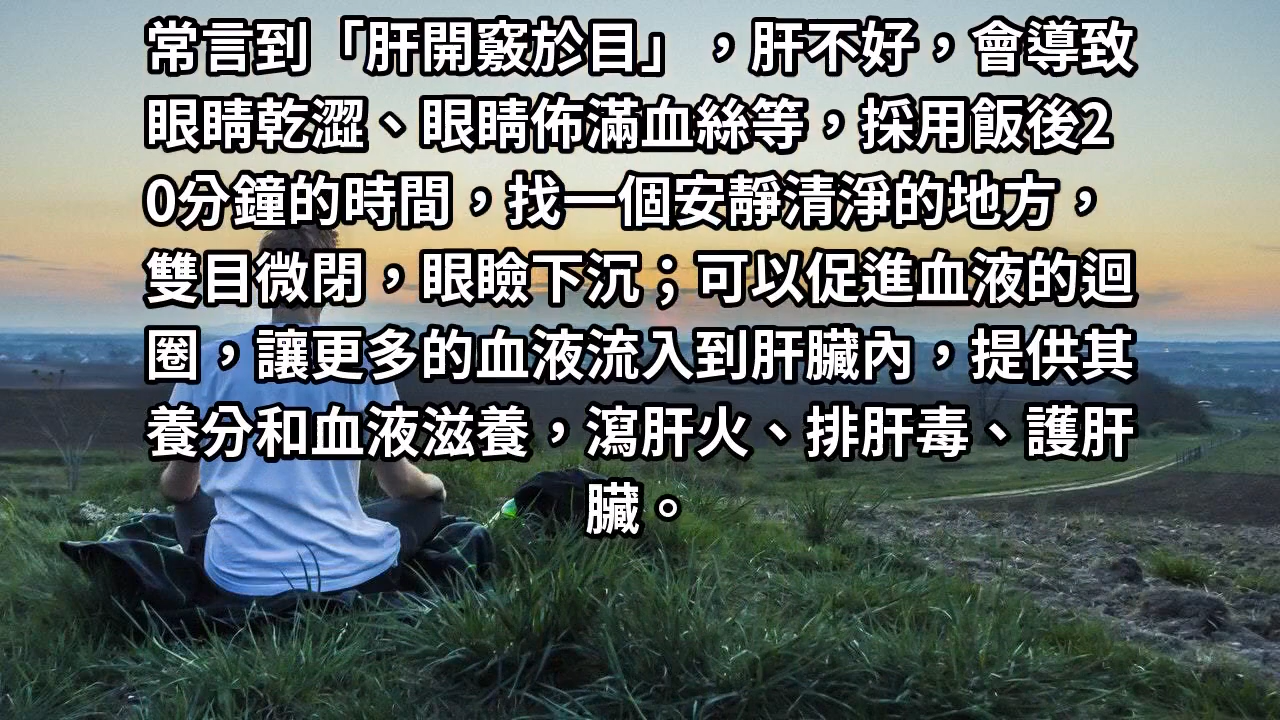 常言到「肝開竅於目」，肝不好，會導致
眼睛乾澀、眼睛佈滿血絲等，採用飯後2
0分鐘的時間，找一個安靜清淨的地方，
雙目微閉，眼瞼下沉；可以促進血液的迴
圈，讓更多的血液流入到肝臟內，提供其
養分和血液滋養，瀉肝火、排肝毒、護肝
臟。